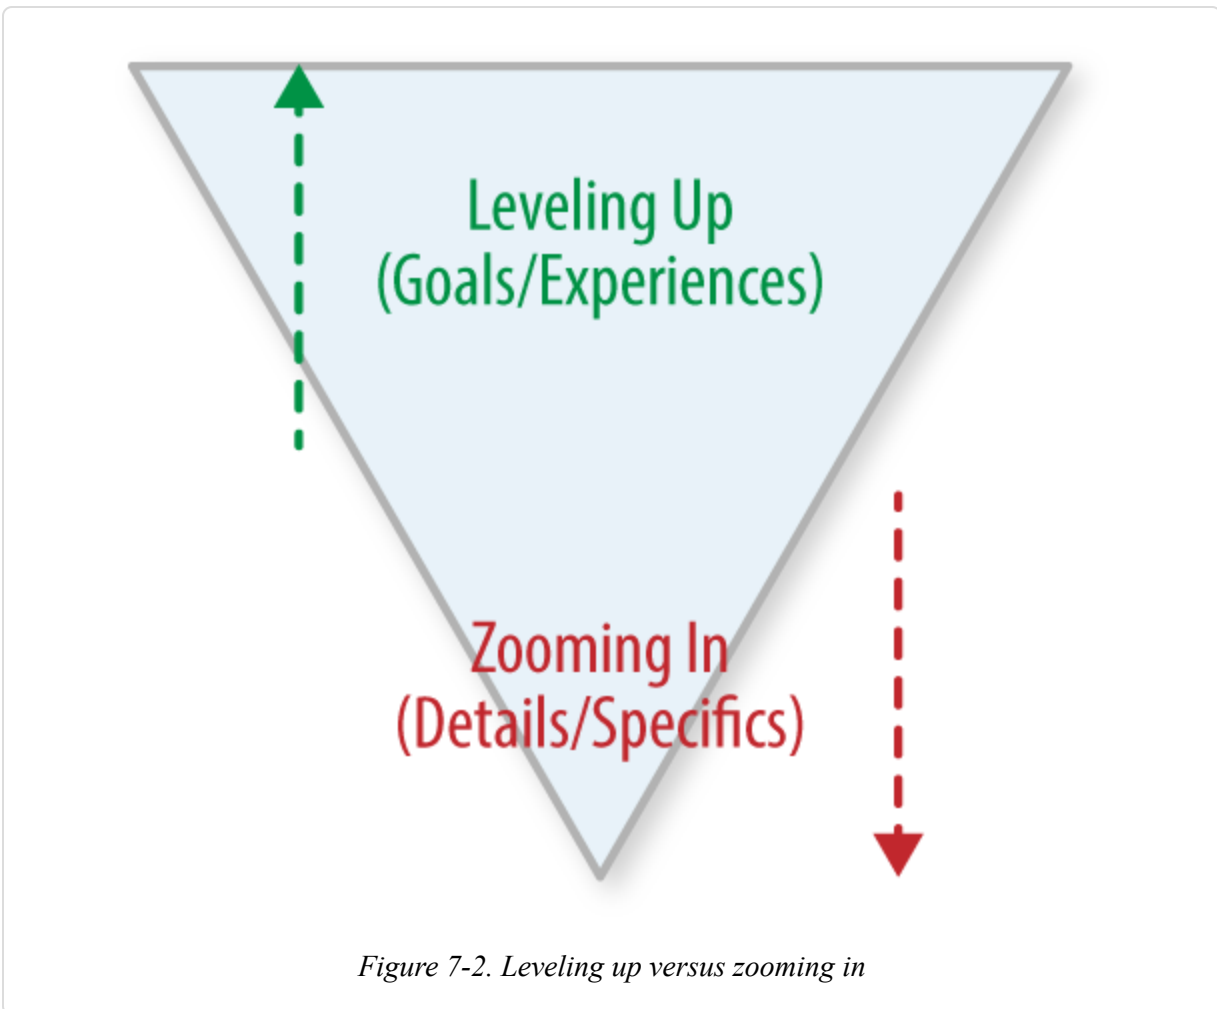 Leveling Up
(Goals/Experiences)
Zooming In
(Details/Specifics)
Figure 7-2. Leveling up versus zooming in